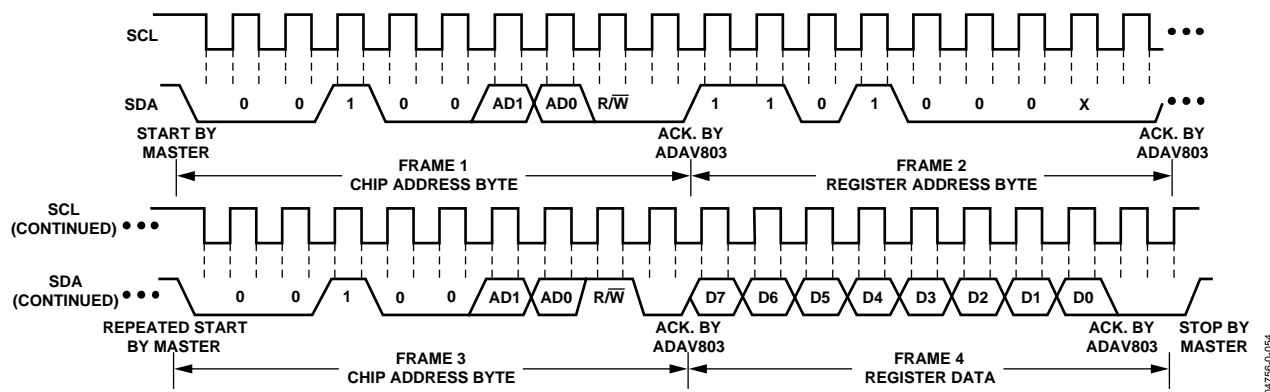 SCL
SDA
0 0 1 0 0 AD1 AD0 R/W̅ 1 1 0 1 0 0 0 X
START BY
MASTER
ACK. BY
ADAV803
ACK. BY
ADAV803
FRAME 1
CHIP ADDRESS BYTE
FRAME 2
REGISTER ADDRESS BYTE
SCL
(CONTINUED)
SDA
(CONTINUED)
0 0 1 0 0 AD1 AD0 R/W̅ D7 D6 D5 D4 D3 D2 D1 D0
REPEATED START
BY MASTER
ACK. BY
ADAV803
ACK. BY
ADAV803
STOP BY
MASTER
FRAME 3
CHIP ADDRESS BYTE
FRAME 4
REGISTER DATA
04756-0-054